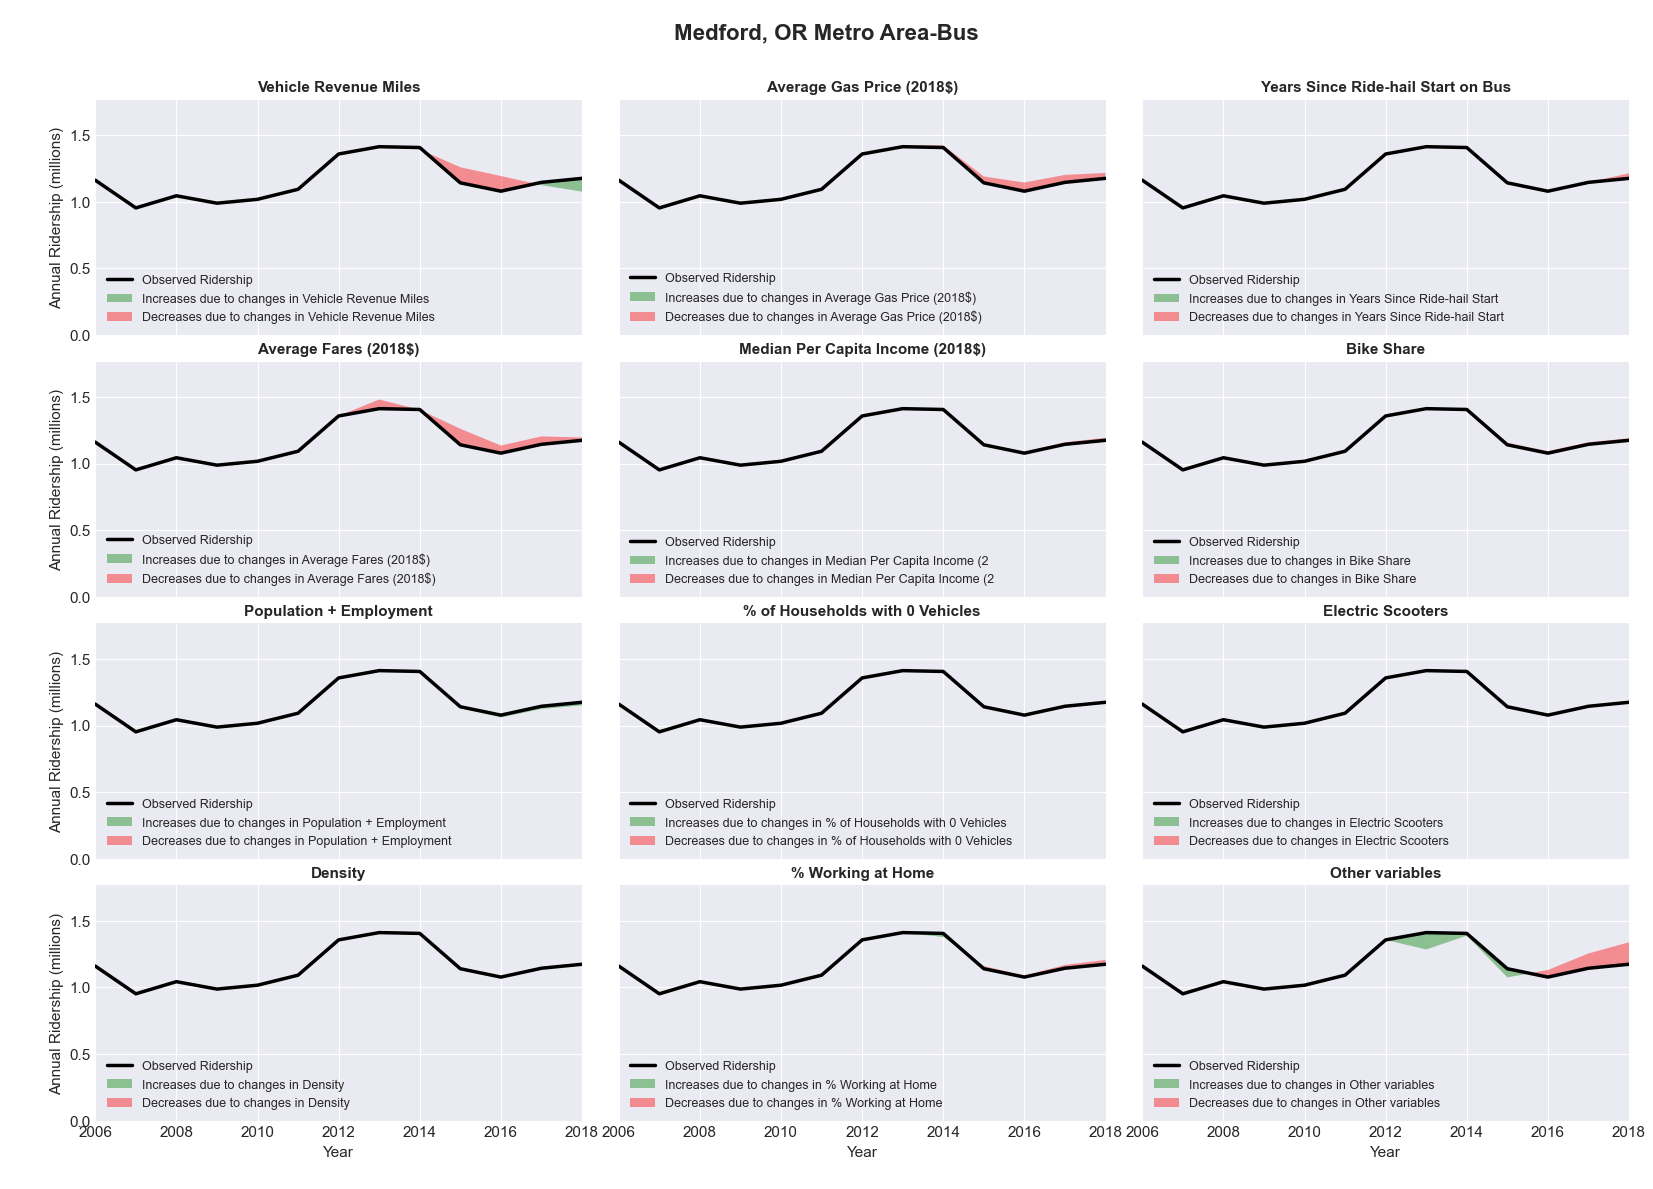 Medford, OR Metro Area-Bus
Vehicle Revenue Miles
Annual Ridership (millions)
1.5
1.0
0.5
0.0
Observed Ridership
Increases due to changes in Vehicle Revenue Miles
Decreases due to changes in Vehicle Revenue Miles
Average Gas Price (2018$)
Observed Ridership
Increases due to changes in Average Gas Price (2018$)
Decreases due to changes in Average Gas Price (2018$)
Years Since Ride-hail Start on Bus
Observed Ridership
Increases due to changes in Years Since Ride-hail Start
Decreases due to changes in Years Since Ride-hail Start
Average Fares (2018$)
Annual Ridership (millions)
1.5
1.0
0.5
0.0
Observed Ridership
Increases due to changes in Average Fares (2018$)
Decreases due to changes in Average Fares (2018$)
Median Per Capita Income (2018$)
Observed Ridership
Increases due to changes in Median Per Capita Income (2
Decreases due to changes in Median Per Capita Income (2
Bike Share
Observed Ridership
Increases due to changes in Bike Share
Decreases due to changes in Bike Share
Population + Employment
Annual Ridership (millions)
1.5
1.0
0.5
0.0
Observed Ridership
Increases due to changes in Population + Employment
Decreases due to changes in Population + Employment
% of Households with 0 Vehicles
Observed Ridership
Increases due to changes in % of Households with 0 Vehicles
Decreases due to changes in % of Households with 0 Vehicles
Electric Scooters
Observed Ridership
Increases due to changes in Electric Scooters
Decreases due to changes in Electric Scooters
Density
Annual Ridership (millions)
1.5
1.0
0.5
0.0
Observed Ridership
Increases due to changes in Density
Decreases due to changes in Density
2006 2008 2010 2012 2014 2016 2018
Year
% Working at Home
Observed Ridership
Increases due to changes in % Working at Home
Decreases due to changes in % Working at Home
2006 2008 2010 2012 2014 2016 2018
Year
Other variables
Observed Ridership
Increases due to changes in Other variables
Decreases due to changes in Other variables
2006 2008 2010 2012 2014 2016 2018
Year